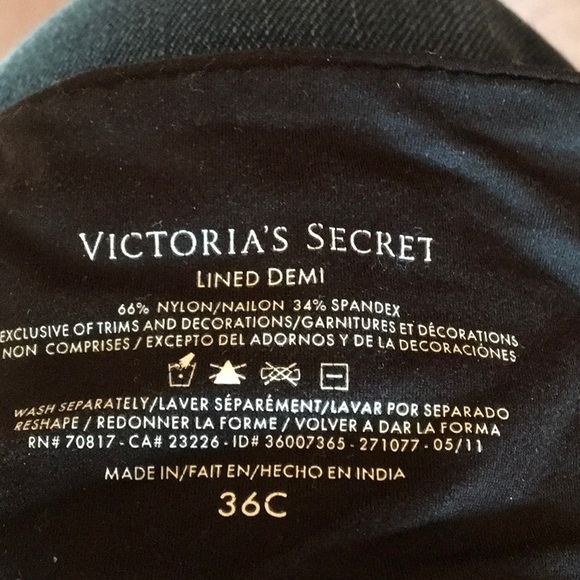 VICTORIA'S SECRET
LINED DEMI
66% NYLON/NAILON 34% SPANDEX
EXCLUSIVE OF TRIMS AND DECORATIONS/GARNITURES ET DÉCORATIONS
NON COMPRISES / EXCEPTO DEL ADORNOS Y DE LA DECORACIÓNES
WASH SEPARATELY/LAVER SÉPARÉMENT/LAVAR POR SEPARADO
RESHAPE / REDONNER LA FORME / VOLVER A DAR LA FORMA
RN# 70817 - CA# 23226 - ID# 36007365 - 271077 - 05/11
MADE IN/FAIT EN/HECHO EN INDIA
36C